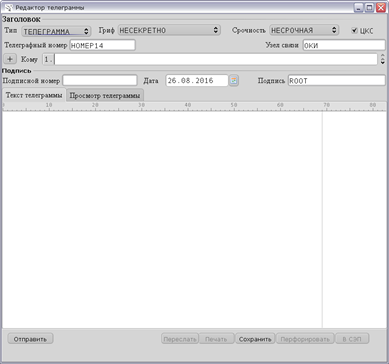 Редактор телеграммы
Заголовок
Тип ТЕЛЕГРАММА Гриф НЕСЕКРЕТНО Срочность НЕСРОЧНАЯ ЦКС
Телеграфный номер НОМЕР14 Узел связи ОКИ
+ Кому 1.
Подпись
Подписной номер Дата 26.08.2016 Подпись ROOT
Текст телеграммы Просмотр телеграммы
0 10 20 30 40 50 60 70 80
Отправить Переслать Печать Сохранить Перфорировать В СЭП